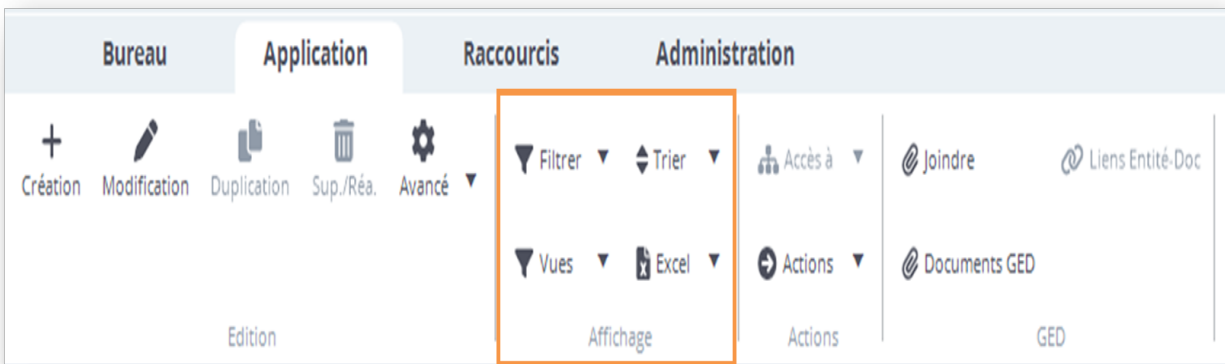 Bureau Application Raccourcis Administration
Création Modification Duplication Sup./Réa. Avancé
Filtrer Trier Accès à Joindre Liens Entité-Doc
Vues Excel Actions Documents GED
Edition Affichage Actions GED